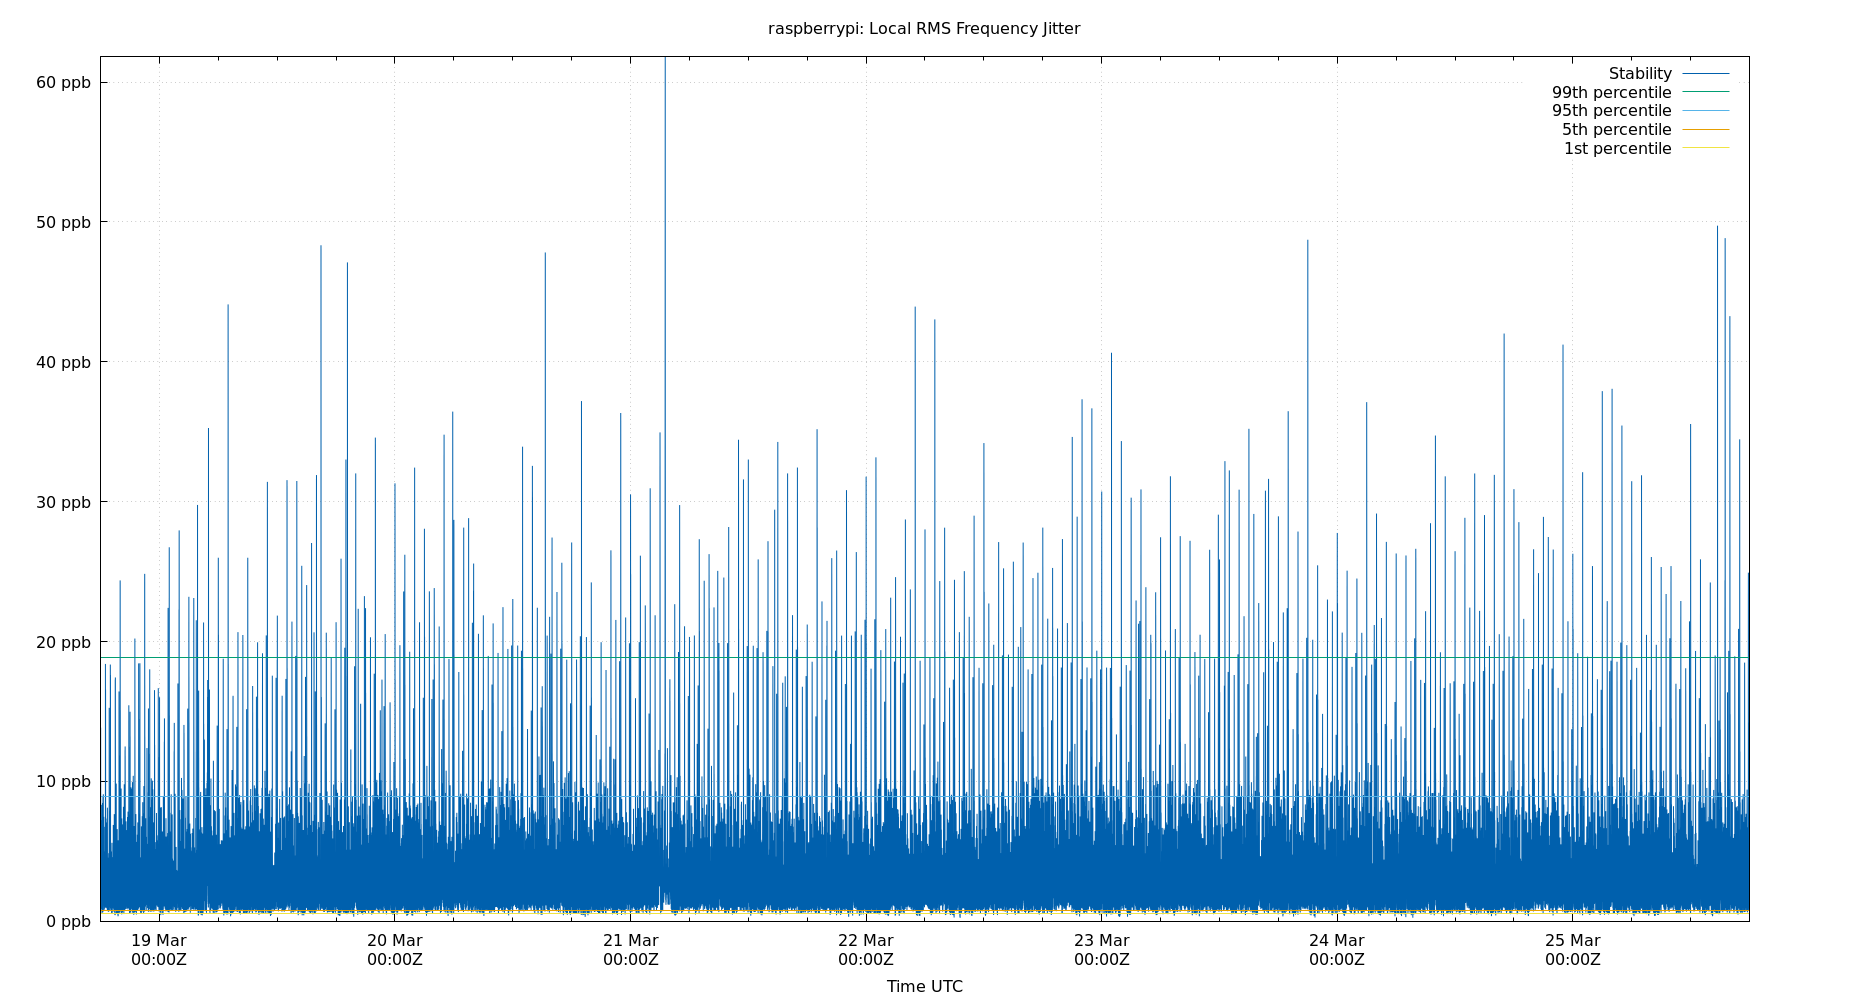 raspberrypi: Local RMS Frequency Jitter
Stability
99th percentile
95th percentile
5th percentile
1st percentile
60 ppb
50 ppb
40 ppb
30 ppb
20 ppb
10 ppb
0 ppb
19 Mar 20 Mar 21 Mar 22 Mar 23 Mar 24 Mar 25 Mar
00:00Z 00:00Z 00:00Z 00:00Z 00:00Z 00:00Z 00:00Z
Time UTC